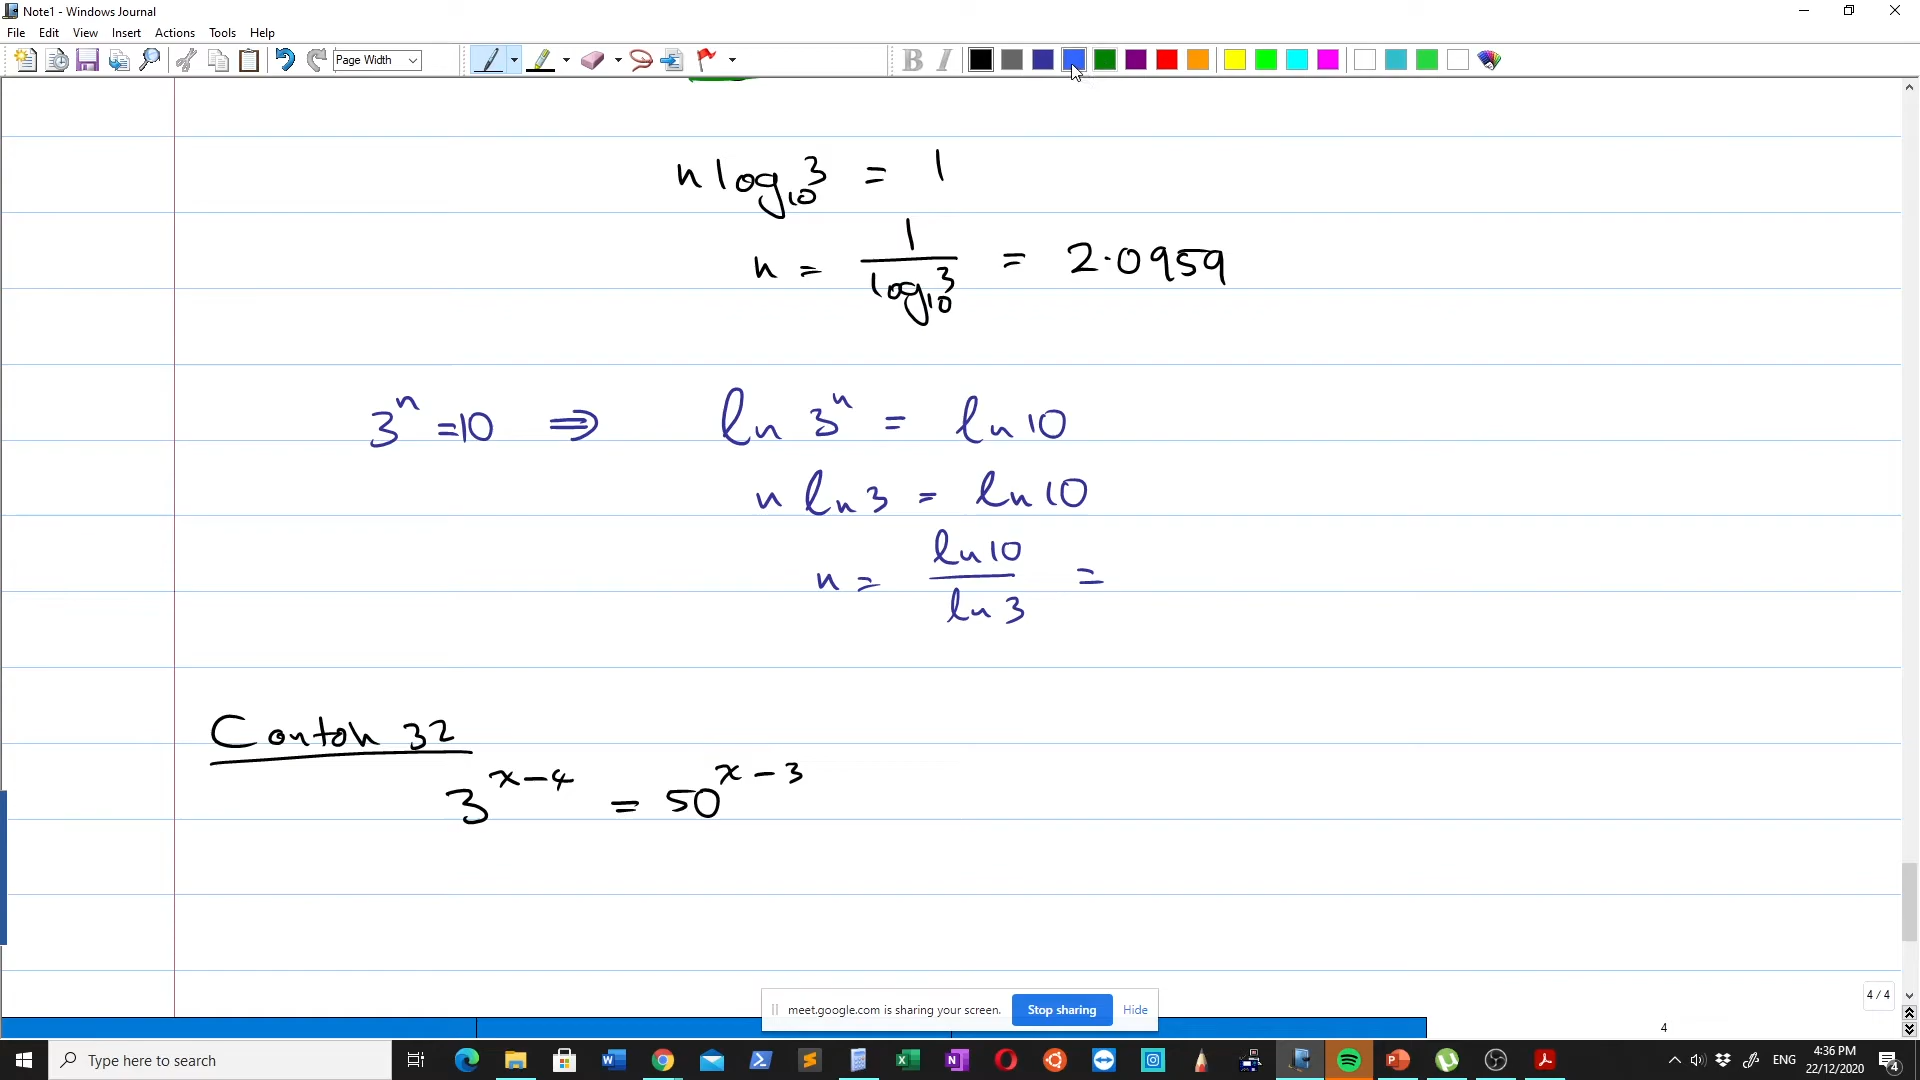 Note1 - Windows Journal
File Edit View Insert Actions Tools Help
Page Width B I
n log₁₀3 = 1
n = 1/log₁₀3 = 2.0959
3ⁿ = 10 ⇒ ln 3ⁿ = ln 10
n ln 3 = ln 10
n = ln 10/ln 3 =
Contoh 32
3^(x-4) = 50^(x-3)
4 / 4
meet.google.com is sharing your screen. Stop sharing Hide
4
Type here to search
ENG
4:36 PM
22/12/2020
4